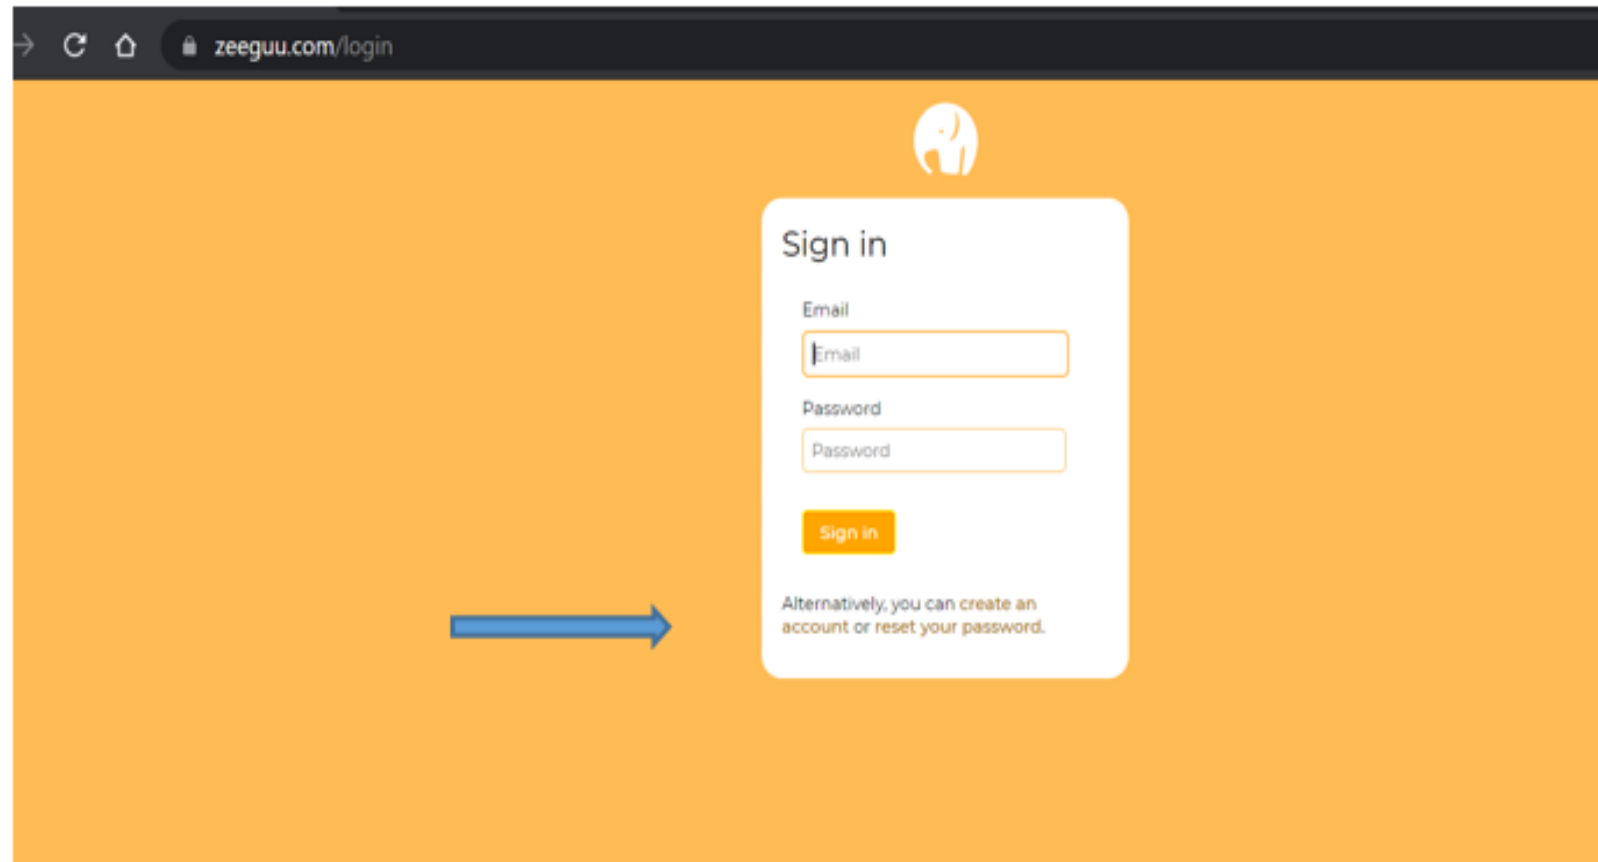 zeeguu.com/login
Sign in
Email
Email
Password
Password
Sign in
Alternatively, you can create an
account or reset your password.